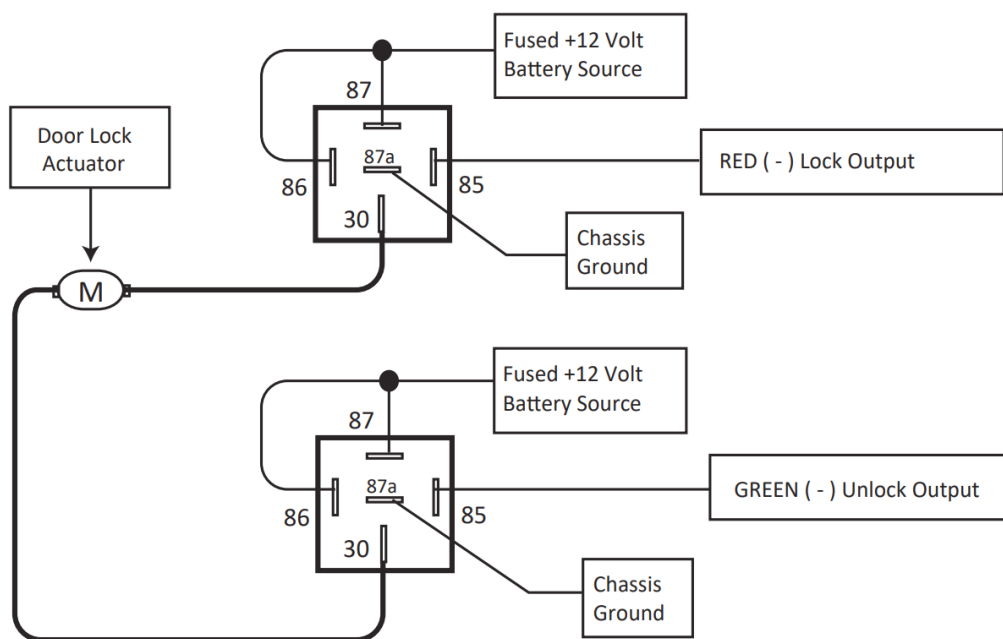 Fused +12 Volt
Battery Source
87
Door Lock
Actuator
87a
RED ( - ) Lock Output
86
85
30
Chassis
Ground
M
Fused +12 Volt
Battery Source
87
87a
GREEN ( - ) Unlock Output
86
85
30
Chassis
Ground